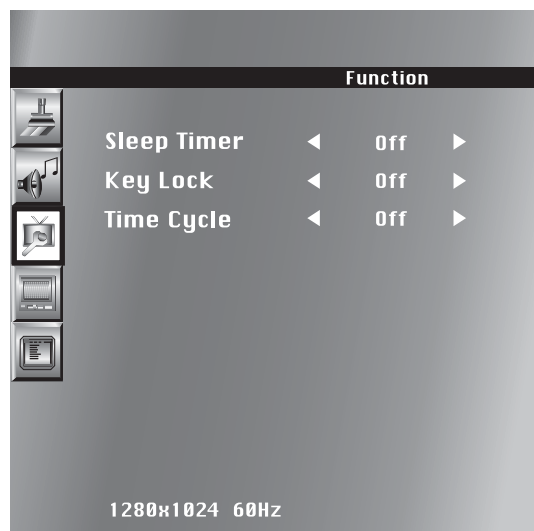 Function
Sleep Timer Off
Key Lock Off
Time Cycle Off
1280x1024 60Hz